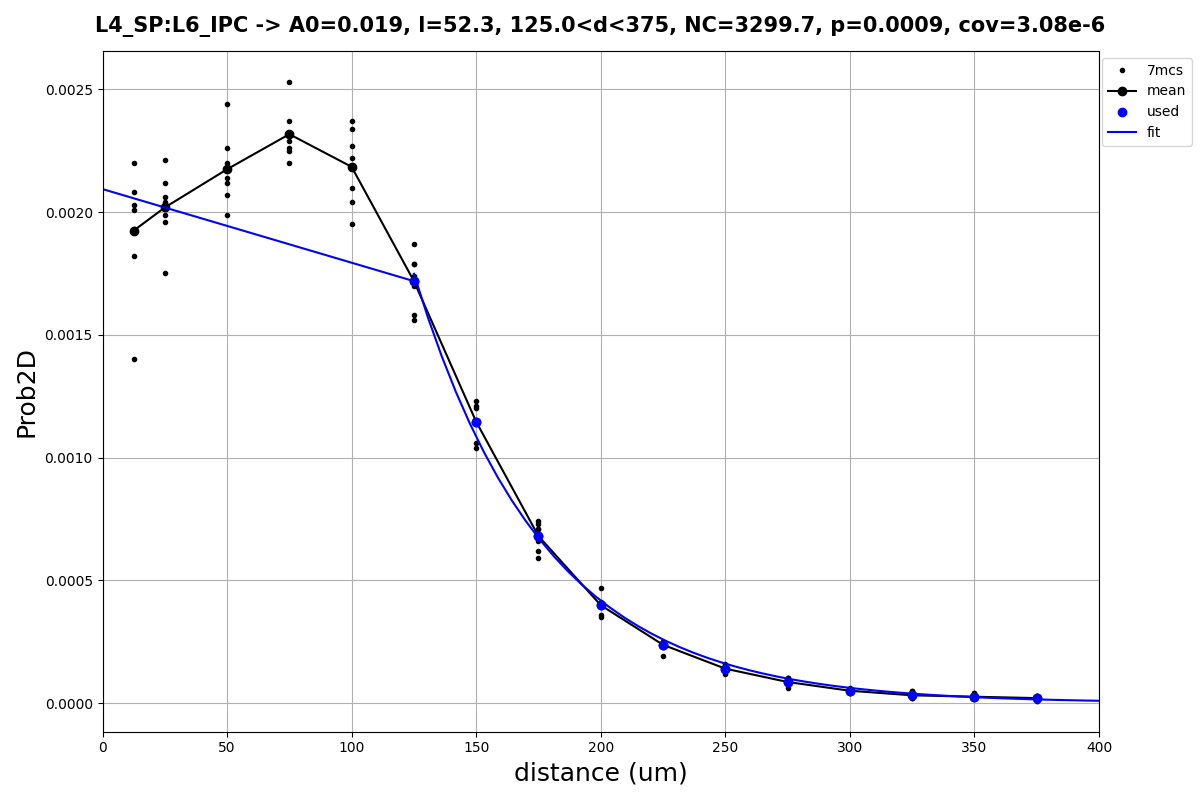 L4_SP:L6_IPC -> A0=0.019, l=52.3, 125.0<d<375, NC=3299.7, p=0.0009, cov=3.08e-6
7mcs
mean
used
fit
0.0025
0.0020
0.0015
0.0010
0.0005
0.0000
Prob2D
0
50
100
150
200
250
300
350
400
distance (um)